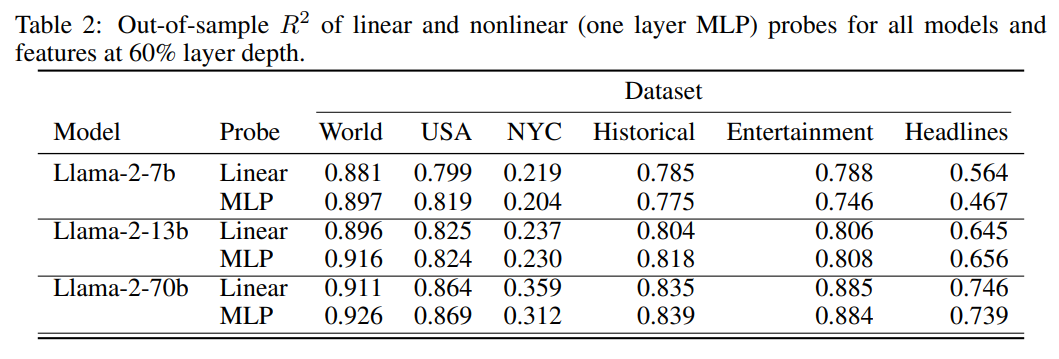 Table 2: Out-of-sample R² of linear and nonlinear (one layer MLP) probes for all models and
features at 60% layer depth.
Dataset
Model Probe World USA NYC Historical Entertainment Headlines
Llama-2-7b Linear 0.881 0.799 0.219 0.785 0.788 0.564
MLP 0.897 0.819 0.204 0.775 0.746 0.467
Llama-2-13b Linear 0.896 0.825 0.237 0.804 0.806 0.645
MLP 0.916 0.824 0.230 0.818 0.808 0.656
Llama-2-70b Linear 0.911 0.864 0.359 0.835 0.885 0.746
MLP 0.926 0.869 0.312 0.839 0.884 0.739